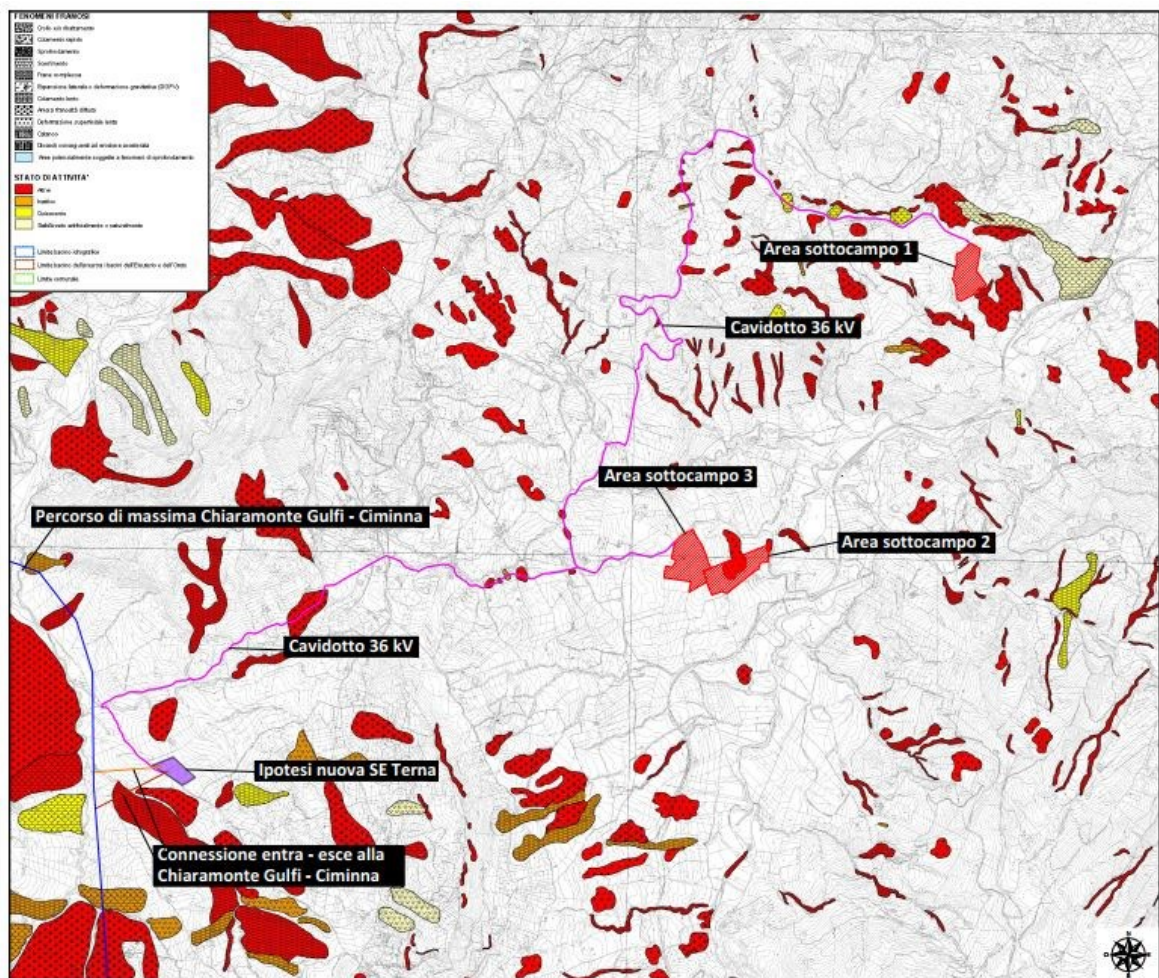 FENOMENI FRANOSI
Crollo e/o ribaltamento
Colamento rapido
Sprofondamento
Scorrimento
Frana complessa
Espansione laterale o deformazione gravitativa (DGPV)
Colamento lento
Area a franosità diffusa
Deformazione superficiale lenta
Calanco
Dissesti conseguenti ad erosione accelerata
Aree potenzialmente soggette a fenomeni di sprofondamento
STATO DI ATTIVITA'
Attivo
Inattivo
Quiescente
Stabilizzato artificialmente o naturalmente
Limite bacino idrografico
Limite comunale
Area sottocampo 1
Cavidotto 36 kV
Area sottocampo 3
Percorso di massima Chiaramonte Gulfi - Ciminna
Area sottocampo 2
Cavidotto 36 kV
Ipotesi nuova SE Terna
Connessione entra - esce alla
Chiaramonte Gulfi - Ciminna
N